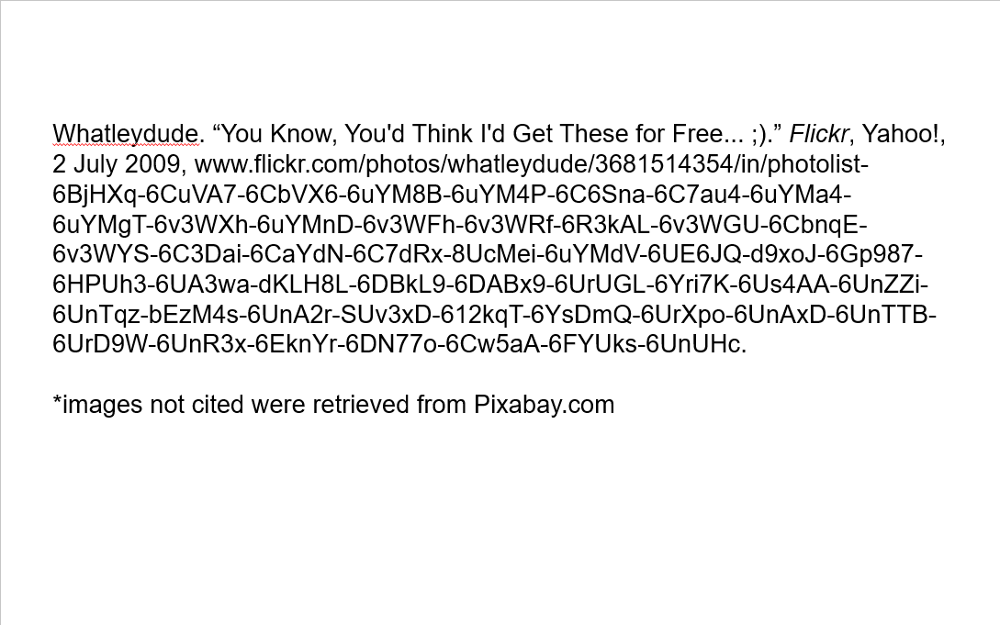 Whatleydude. “You Know, You'd Think I'd Get These for Free... ;).” Flickr, Yahoo!,
2 July 2009, www.flickr.com/photos/whatleydude/3681514354/in/photolist-
6BjHXq-6CuVA7-6CbVX6-6uYM8B-6uYM4P-6C6Sna-6C7au4-6uYMa4-
6uYMgT-6v3WXh-6uYMnD-6v3WFh-6v3WRf-6R3kAL-6v3WGU-6CbnqE-
6v3WYS-6C3Dai-6CaYdN-6C7dRx-8UcMei-6uYMdV-6UE6JQ-d9xoJ-6Gp987-
6HPUh3-6UA3wa-dKLH8L-6DBkL9-6DABx9-6UrUGL-6Yri7K-6Us4AA-6UnZZi-
6UnTqz-bEzM4s-6UnA2r-SUv3xD-612kqT-6YsDmQ-6UrXpo-6UnAxD-6UnTTB-
6UrD9W-6UnR3x-6EknYr-6DN77o-6Cw5aA-6FYUks-6UnUHc.
*images not cited were retrieved from Pixabay.com